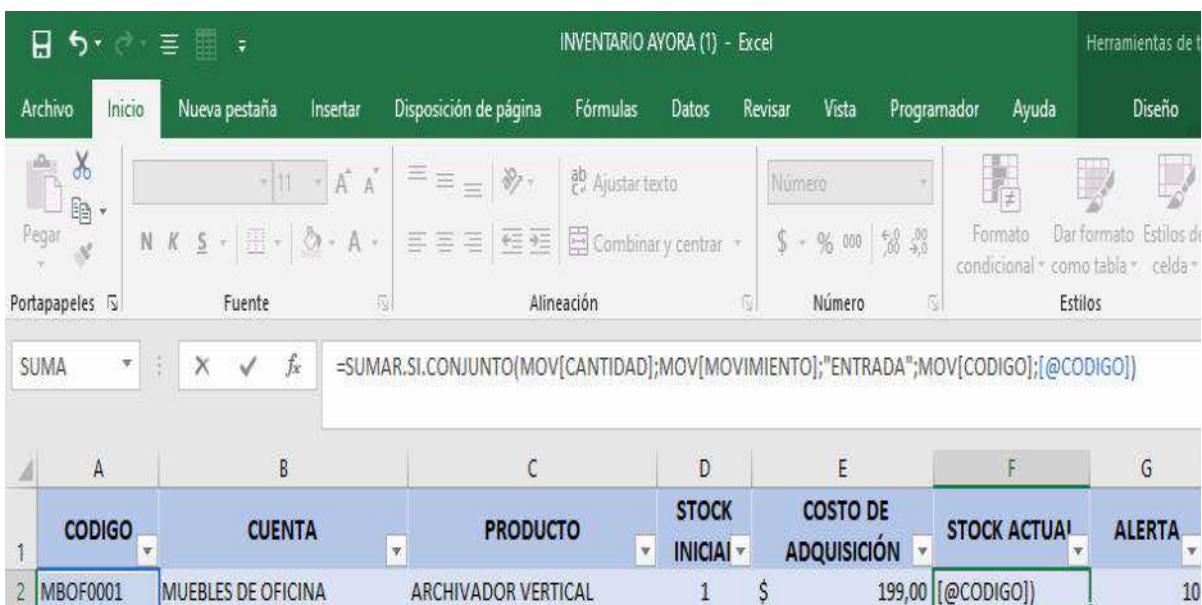 INVENTARIO AYORA (1) - Excel Herramientas de t
Archivo Inicio Nueva pestaña Insertar Disposición de página Fórmulas Datos Revisar Vista Programador Ayuda Diseño
11 A A ab c Ajustar texto Número
Pegar N K S A Combinar y centrar $ % 000 ,00 Formato condicional Dar formato como tabla Estilos de celda
Portapapeles Fuente Alineación Número Estilos
SUMA fx =SUMAR.SI.CONJUNTO(MOV[CANTIDAD];MOV[MOVIMIENTO];"ENTRADA";MOV[CODIGO];[@CODIGO])
A B C D E F G
1 CODIGO CUENTA PRODUCTO STOCK INICIAL COSTO DE ADQUISICIÓN STOCK ACTUAL ALERTA
2 MBOF0001 MUEBLES DE OFICINA ARCHIVADOR VERTICAL 1 $ 199,00 [@CODIGO]) 10